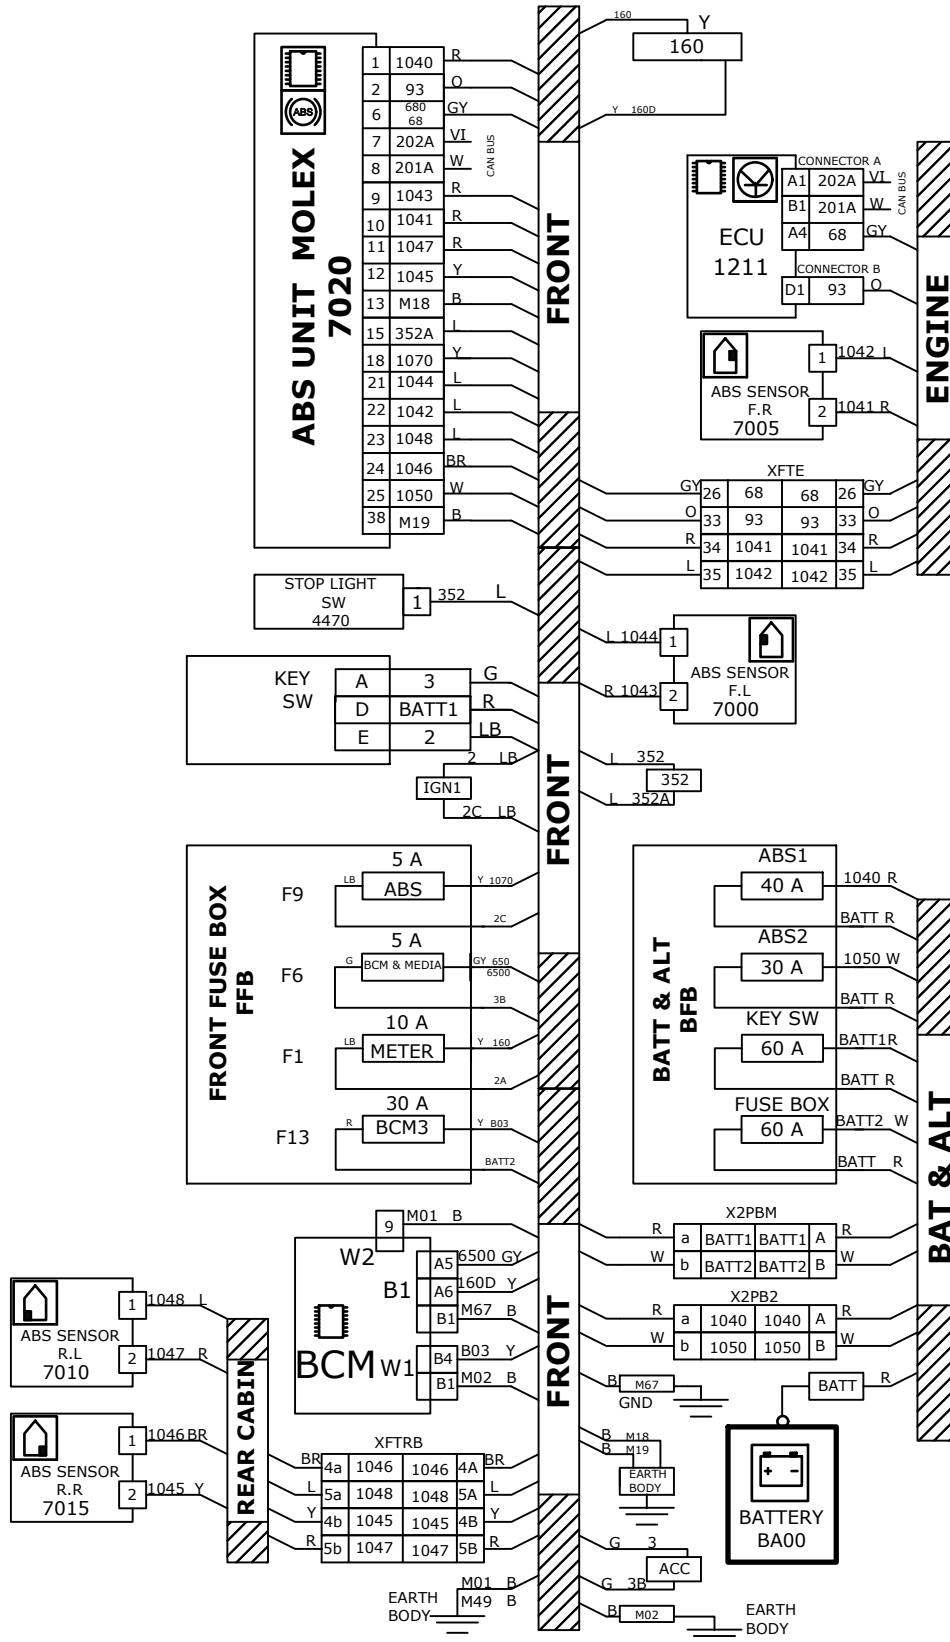 ABS UNIT MOLEX
7020
ABS
1 1040 R
2 93 O
6 680 68 GY
7 202A VI
8 201A W
CAN BUS
9 1043 R
10 1041 R
11 1047 R
12 1045 Y
13 M18 B
15 352A L
18 1070 Y
21 1044 L
22 1042 L
23 1048 L
24 1046 BR
25 1050 W
38 M19 B
FRONT
160 Y
160
Y 160D
CONNECTOR A
A1 202A VI
B1 201A W
CAN BUS
A4 68 GY
ECU
1211
CONNECTOR B
D1 93 O
ENGINE
ABS SENSOR
F.R
7005
1 1042 L
2 1041 R
XFTE
GY 26 68 68 26 GY
O 33 93 93 33 O
R 34 1041 1041 34 R
L 35 1042 1042 35 L
STOP LIGHT
SW
4470
1 352 L
L 1044 1
R 1043 2
ABS SENSOR
F.L
7000
KEY
SW
A 3 G
D BATT1 R
E 2 LB
2 LB
IGN1
2C LB
FRONT
L 352
352
L 352A
FRONT FUSE BOX
FFB
5 A
F9 LB ABS Y 1070
2C
5 A
F6 G BCM & MEDIA GY 650
6500
3B
10 A
F1 LB METER Y 160
2A
30 A
F13 R BCM3 Y B03
BATT2
BATT & ALT
BFB
ABS1
40 A 1040 R
BATT R
ABS2
30 A 1050 W
BATT R
KEY SW
60 A BATT1 R
BATT R
FUSE BOX
60 A BATT2 W
BATT R
BAT & ALT
9 M01 B
W2
B1
A5 6500 GY
A6 160D Y
B1 M67 B
BCM W1
B4 B03 Y
B1 M02 B
FRONT
X2PBM
R a BATT1 BATT1 A R
W b BATT2 BATT2 B W
X2PB2
R a 1040 1040 A R
W b 1050 1050 B W
B M67
GND
BATT R
BATTERY
BA00
B M18
B M19
EARTH
BODY
ABS SENSOR
R.L
7010
1 1048 L
2 1047 R
ABS SENSOR
R.R
7015
1 1046 BR
2 1045 Y
REAR CABIN
XFTRB
BR 4a 1046 1046 4A BR
L 5a 1048 1048 5A L
Y 4b 1045 1045 4B Y
R 5b 1047 1047 5B R
G 3
ACC
G 3B
EARTH
BODY
M01 B
M49 B
B M02
EARTH
BODY